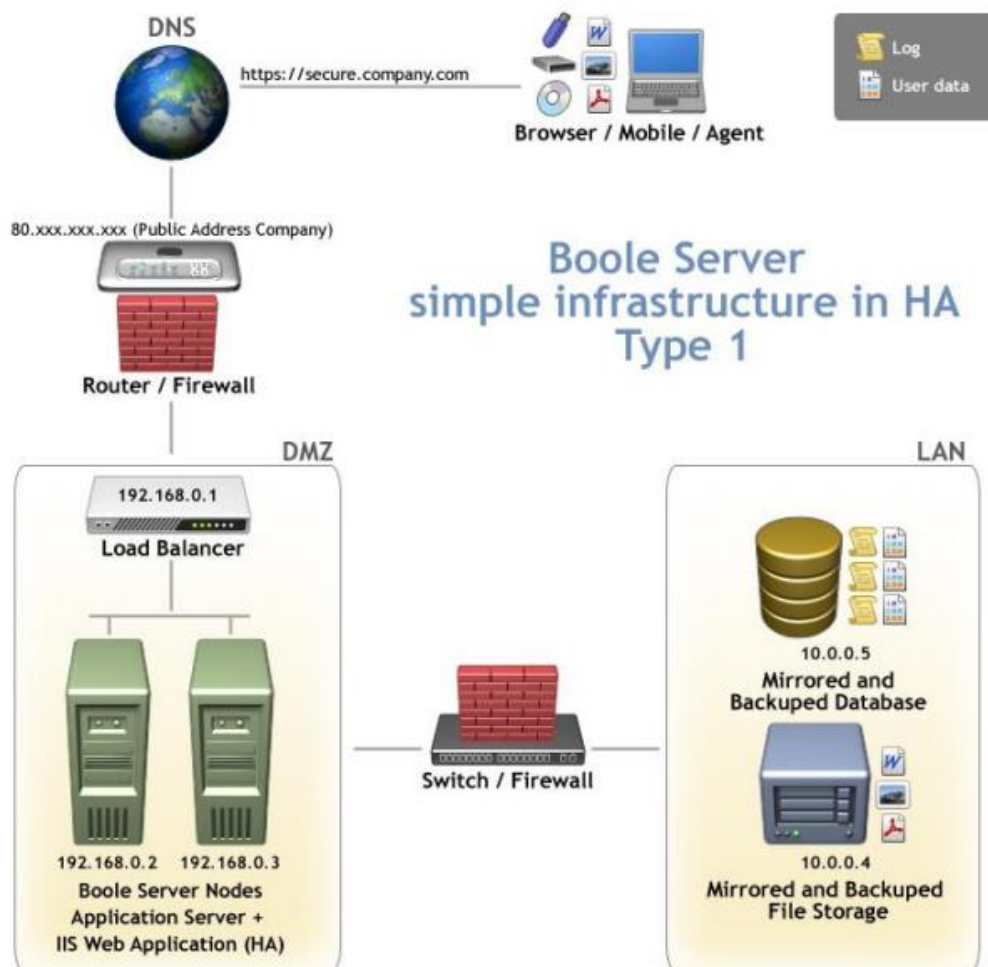 DNS
https://secure.company.com
Browser / Mobile / Agent
Log
User data
80.xxx.xxx.xxx (Public Address Company)
Router / Firewall
Boole Server
simple infrastructure in HA
Type 1
DMZ
192.168.0.1
Load Balancer
192.168.0.2
192.168.0.3
Boole Server Nodes
Application Server +
IIS Web Application (HA)
Switch / Firewall
LAN
10.0.0.5
Mirrored and
Backuped Database
W
10.0.0.4
Mirrored and Backuped
File Storage